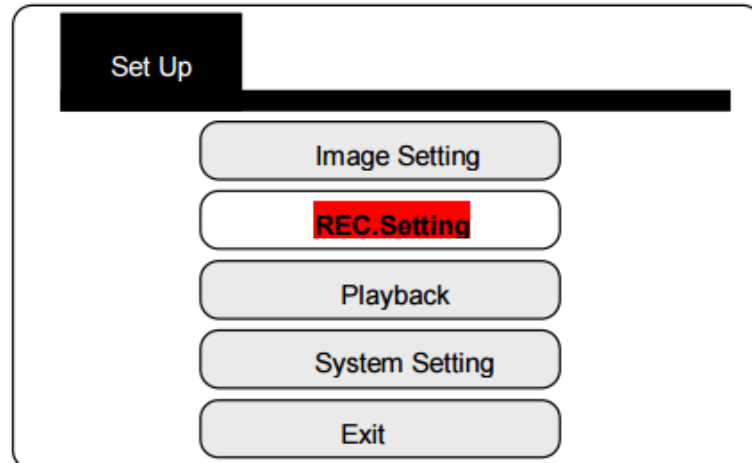 Set Up
Image Setting
REC.Setting
Playback
System Setting
Exit